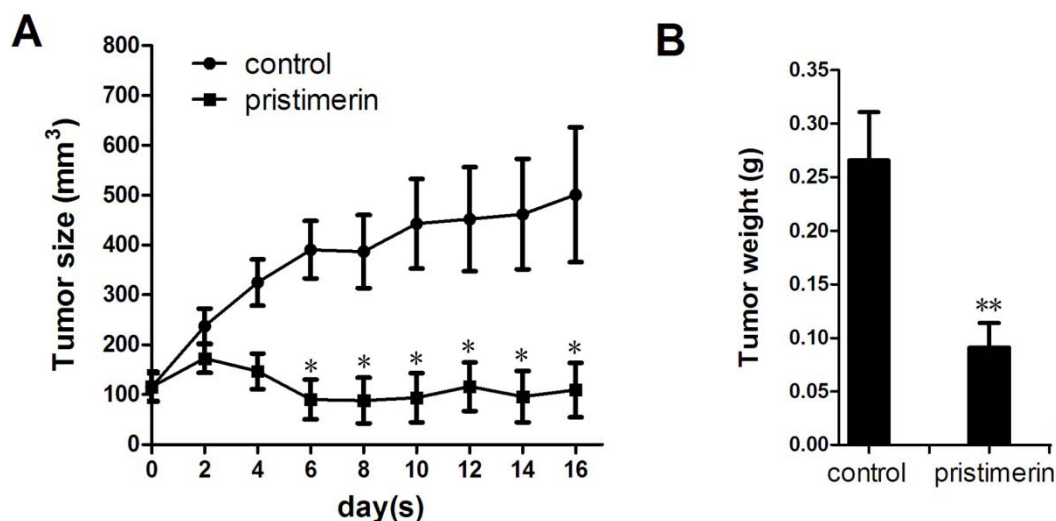 A
Tumor size (mm³)
800
700
600
500
400
300
200
100
0
control
pristimerin
* * * * * *
0 2 4 6 8 10 12 14 16
day(s)
B
Tumor weight (g)
0.35
0.30
0.25
0.20
0.15
0.10
0.05
0.00
**
control pristimerin